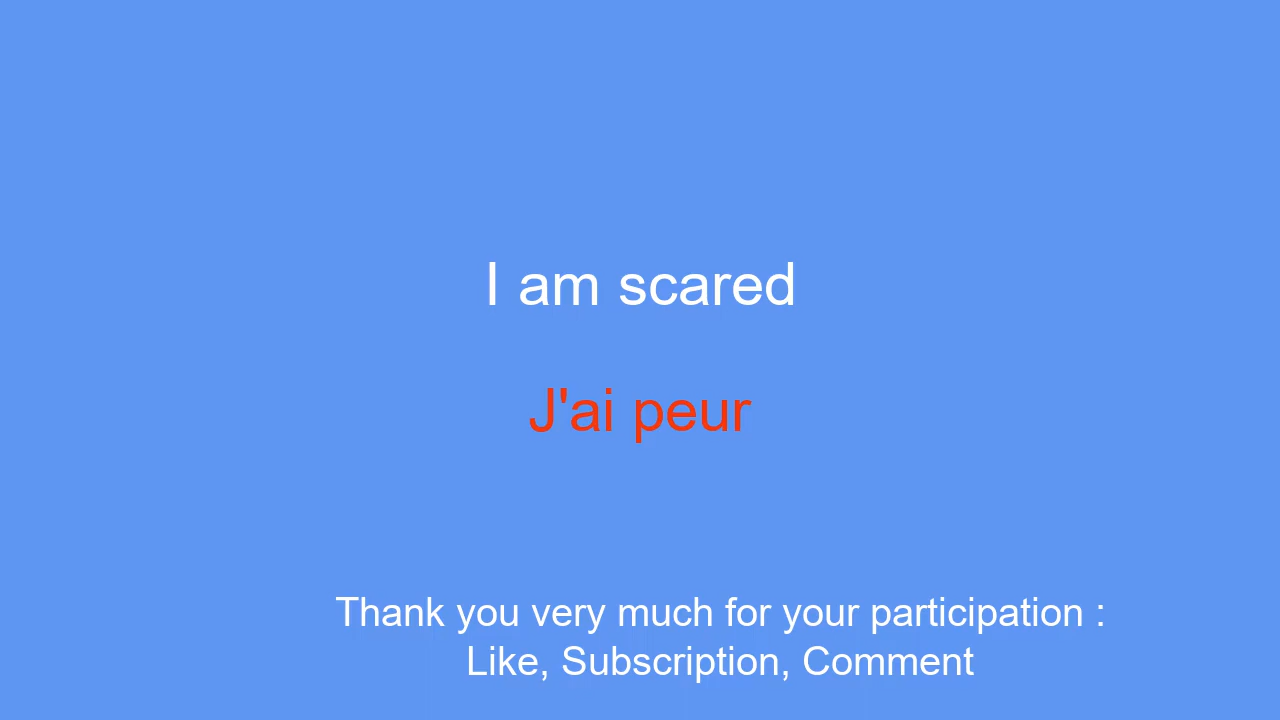 I am scared
J'ai peur
Thank you very much for your participation :
Like, Subscription, Comment